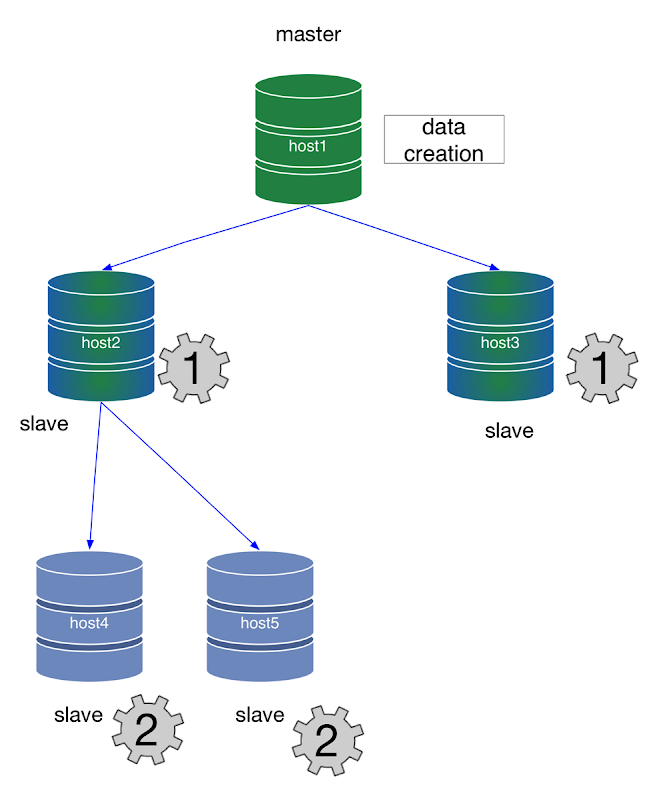 master
data
creation
host1
host2
host3
1
1
slave
slave
host4
host5
slave
slave
2
2